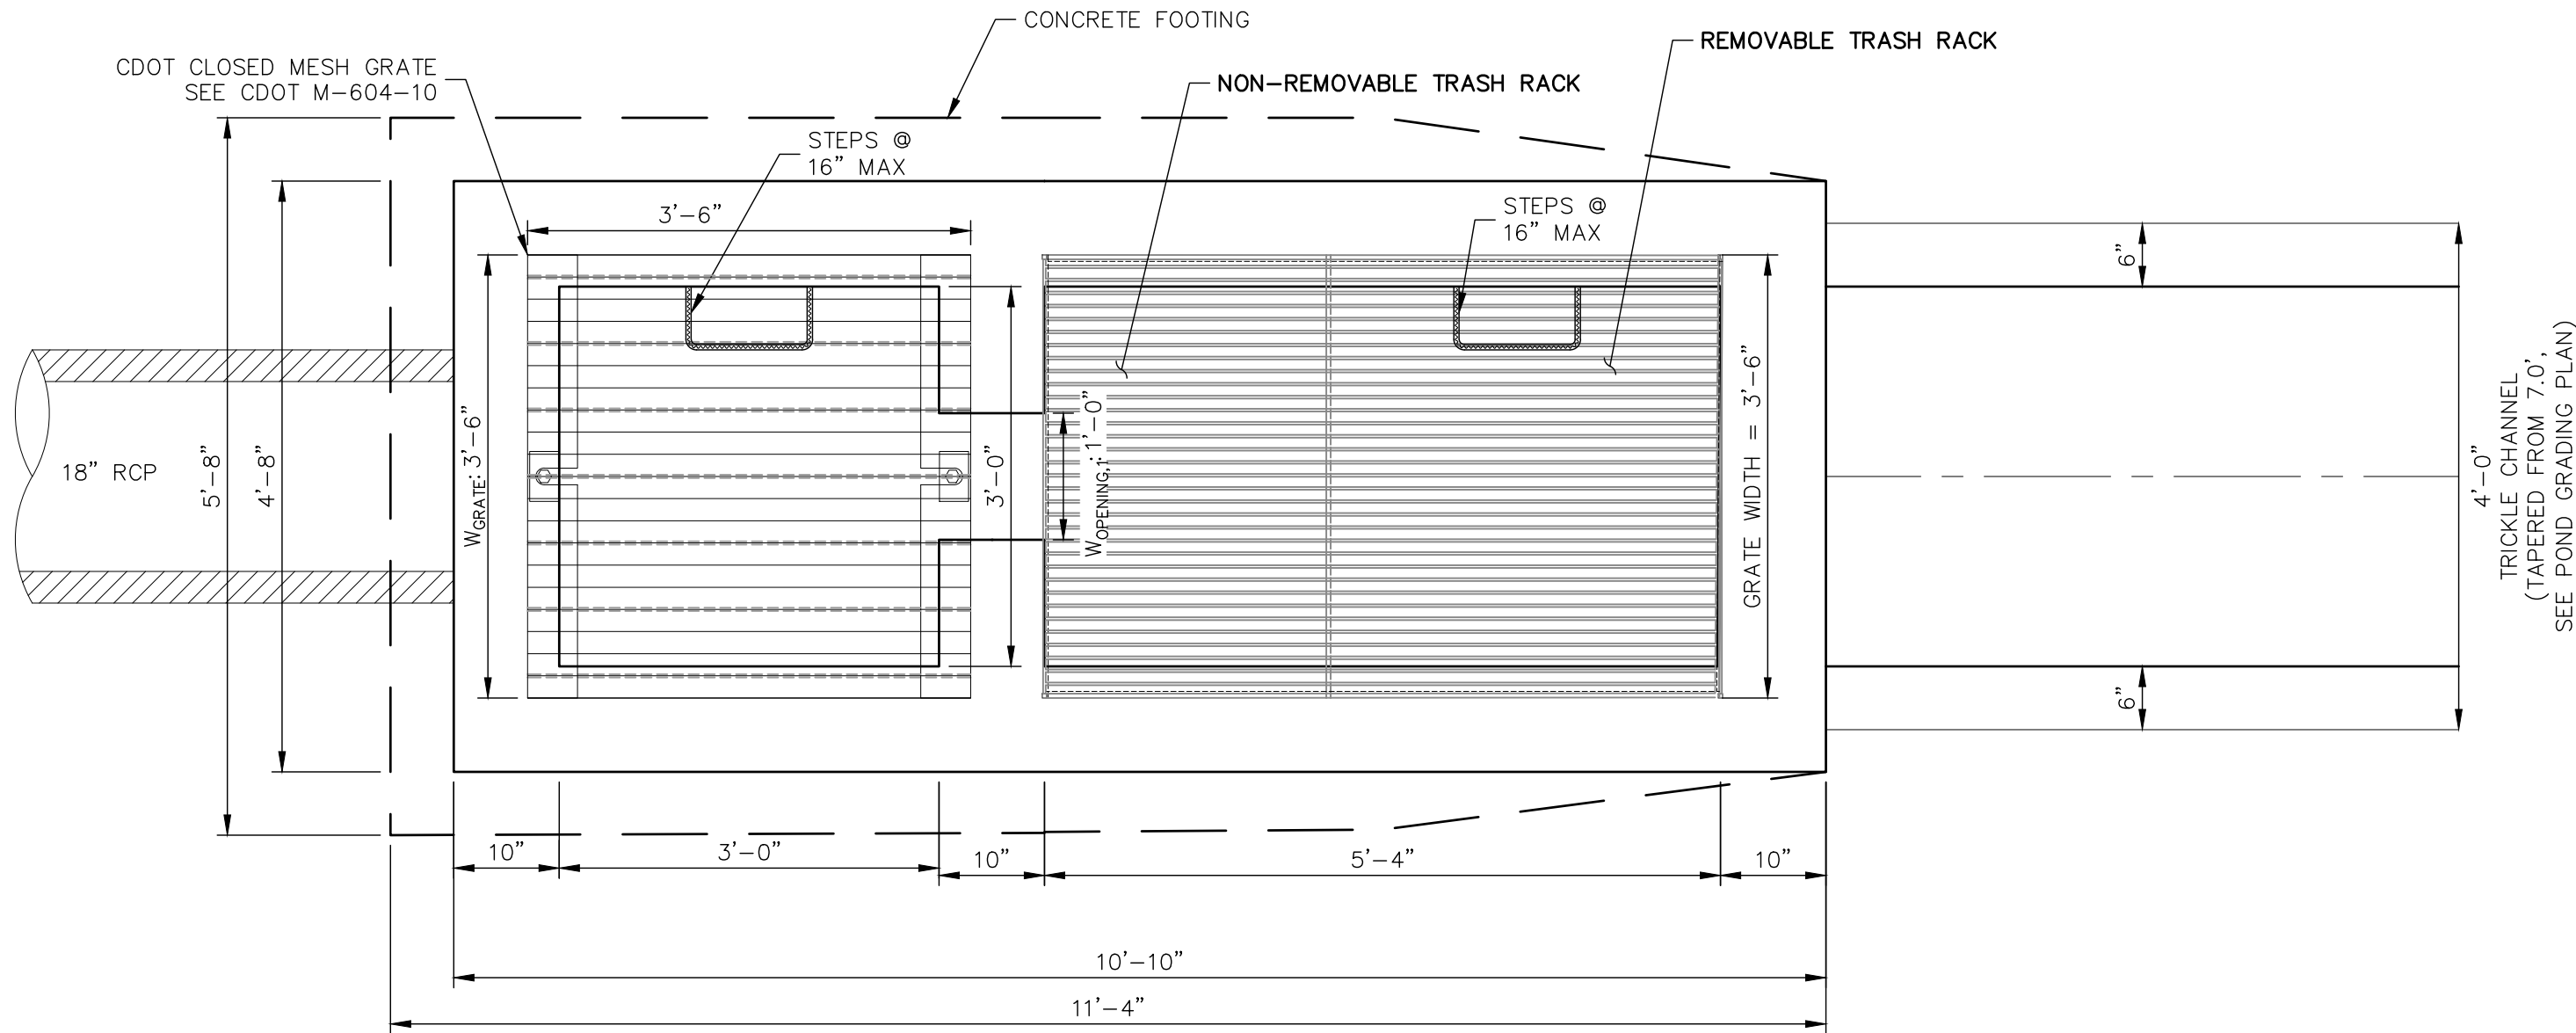 CONCRETE FOOTING
REMOVABLE TRASH RACK
CDOT CLOSED MESH GRATE
SEE CDOT M-604-10
NON-REMOVABLE TRASH RACK
STEPS @
16" MAX
STEPS @
16" MAX
3'-6"
6"
18" RCP
5'-8"
4'-8"
WGRATE: 3'-6"
3'-0"
WOPENING,1: 1'-0"
GRATE WIDTH = 3'-6"
6"
4'-0"
TRICKLE CHANNEL
(TAPERED FROM 7.0',
SEE POND GRADING PLAN)
10"
3'-0"
10"
5'-4"
10"
10'-10"
11'-4"